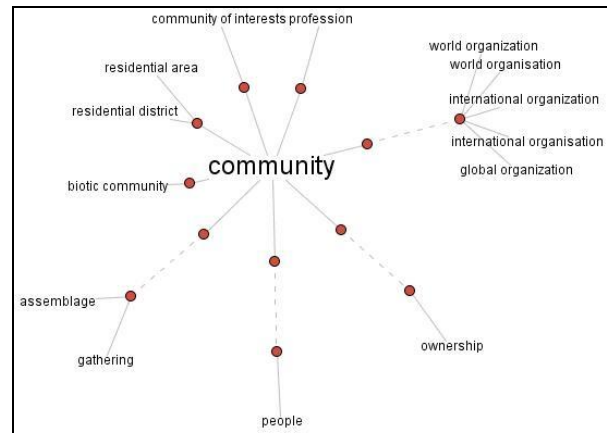 community of interests profession
world organization
world organisation
residential area
international organization
residential district
international organisation
community
global organization
biotic community
assemblage
ownership
gathering
people